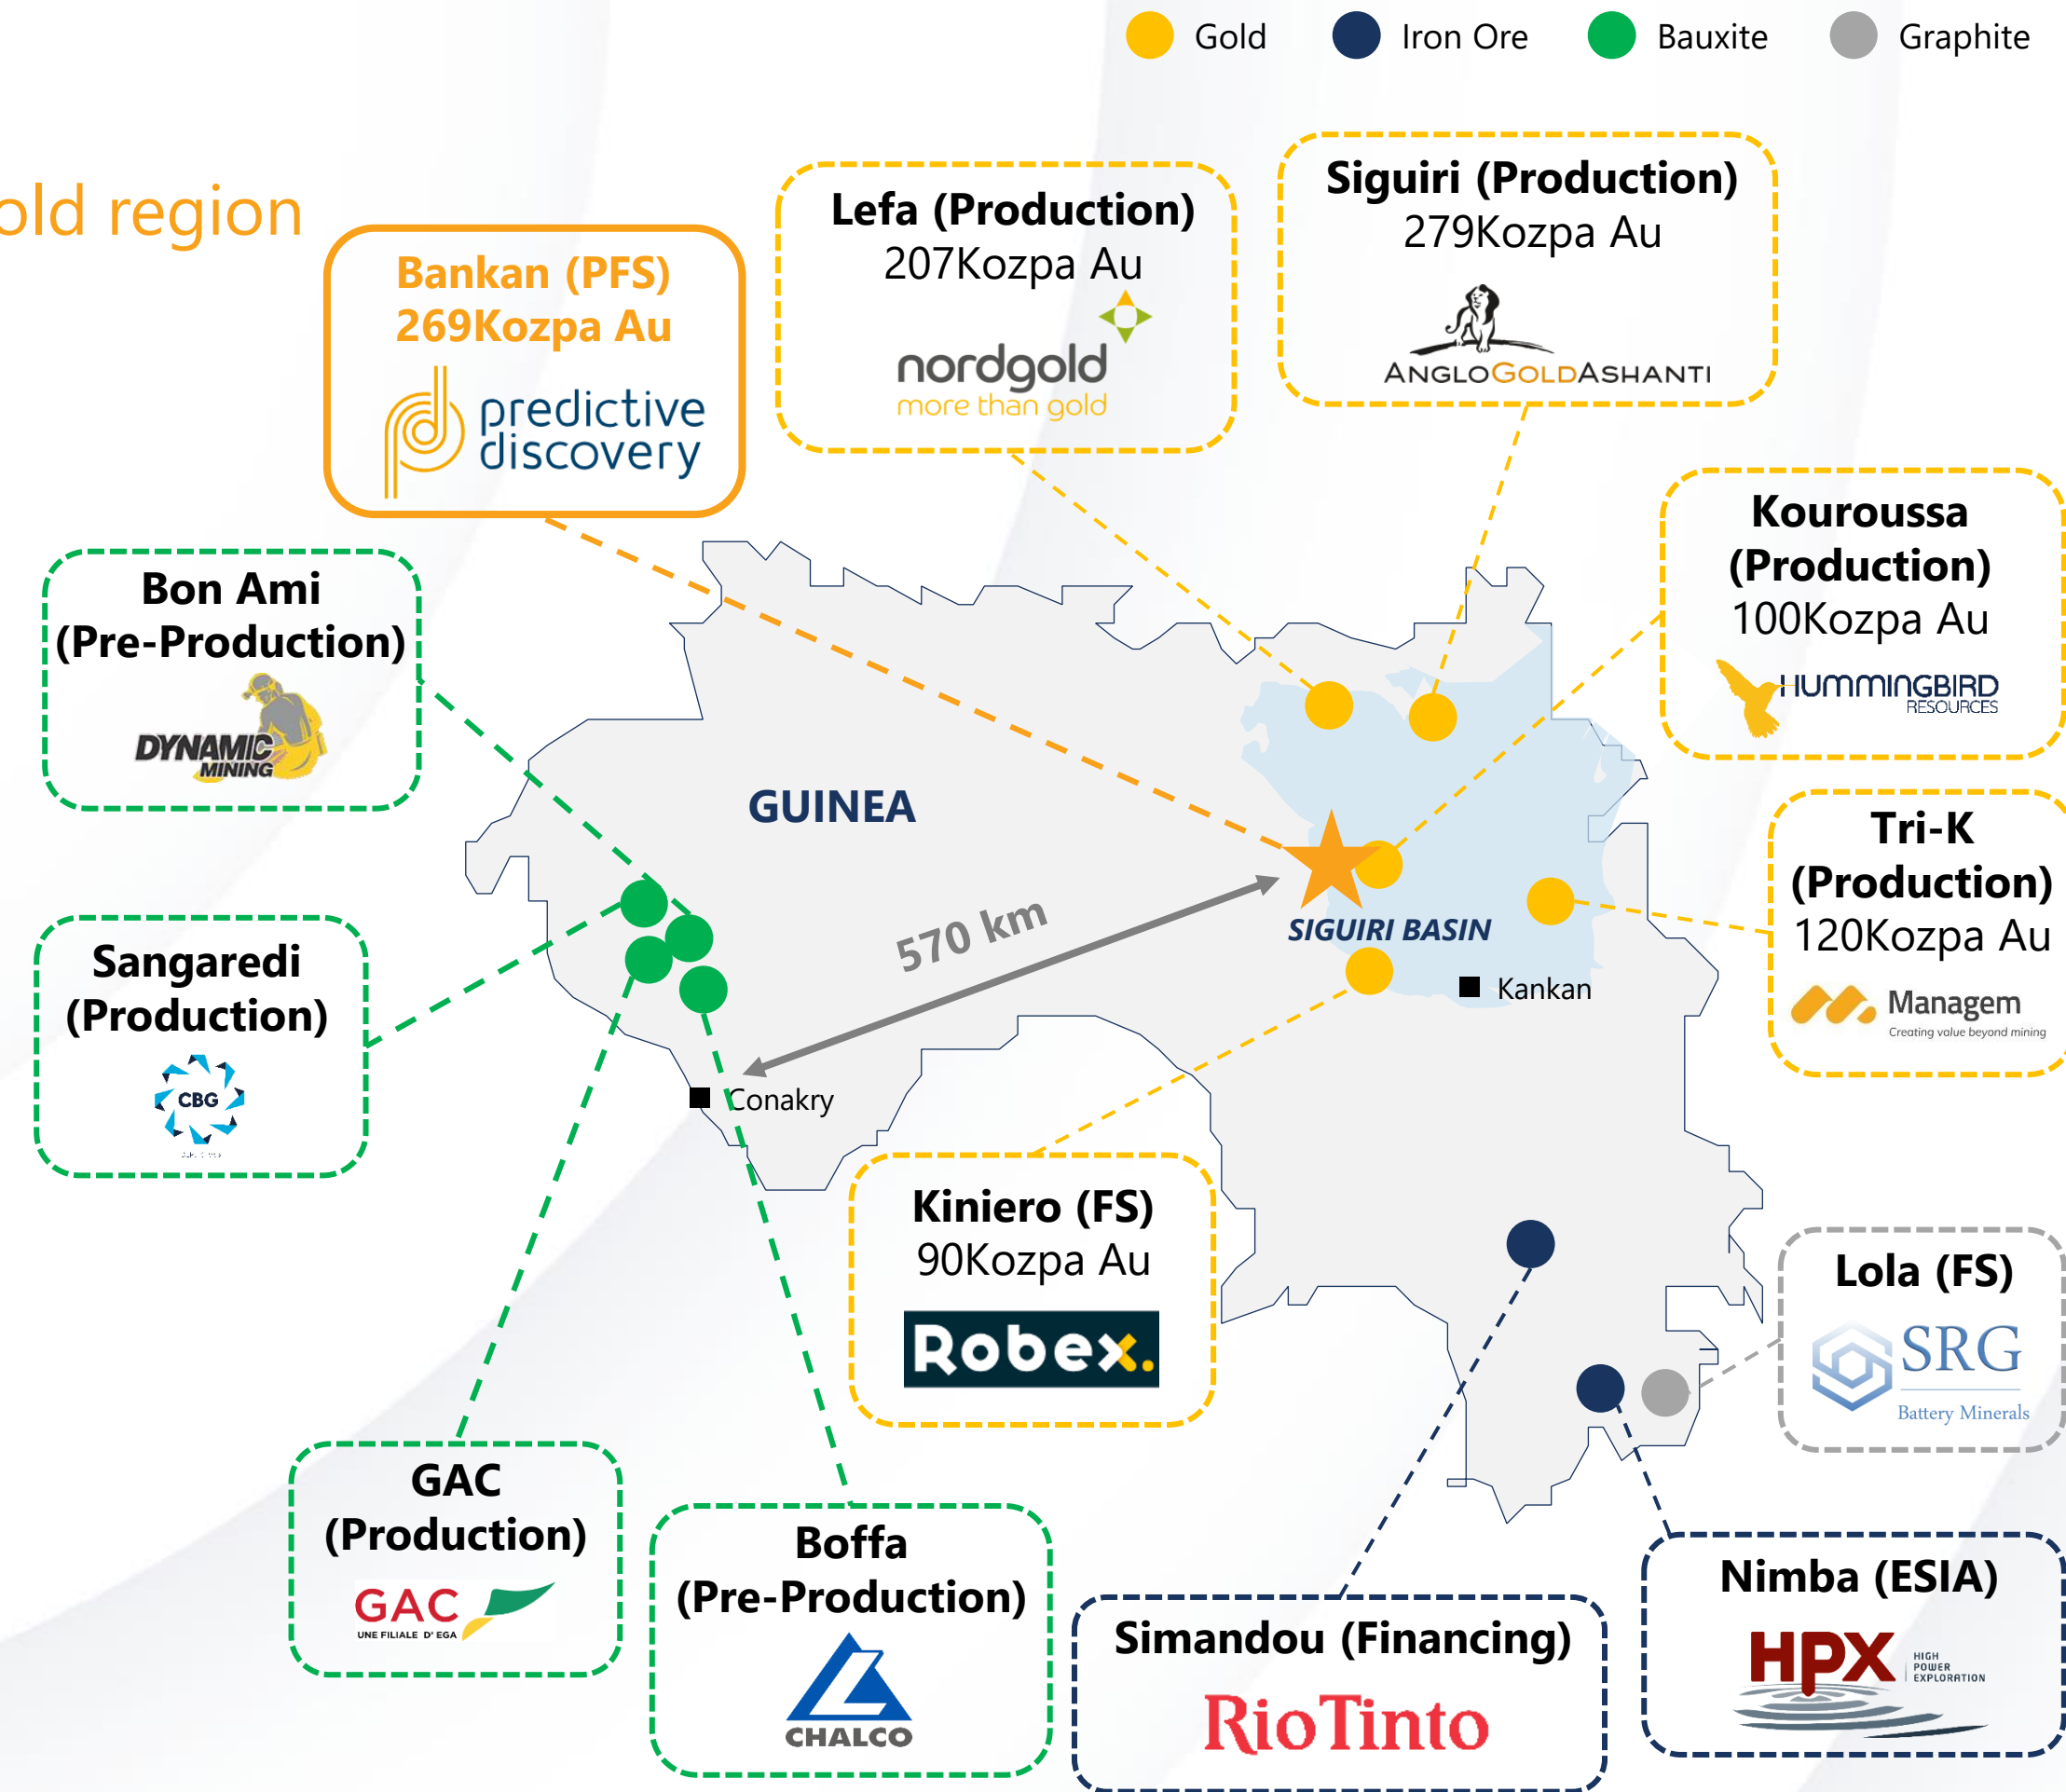 Gold
Iron Ore
Bauxite
Graphite
old region
Bankan (PFS)
269Kozpa Au
predictive
discovery
Lefa (Production)
207Kozpa Au
nordgold
more than gold
Siguiri (Production)
279Kozpa Au
ANGLOGOLDASHANTI
Kouroussa
(Production)
100Kozpa Au
HUMMINGBIRD
RESOURCES
Bon Ami
(Pre-Production)
DYNAMIC
MINING
GUINEA
Tri-K
(Production)
120Kozpa Au
Managem
Creating value beyond mining
Sangaredi
(Production)
CBG
570 km
SIGUIRI BASIN
Kankan
Conakry
Kiniero (FS)
90Kozpa Au
Robex.
Lola (FS)
SRG
Battery Minerals
GAC
(Production)
GAC
UNE FILIALE D'EGA
Boffa
(Pre-Production)
CHALCO
Simandou (Financing)
RioTinto
Nimba (ESIA)
HPX
HIGH
POWER
EXPLORATION